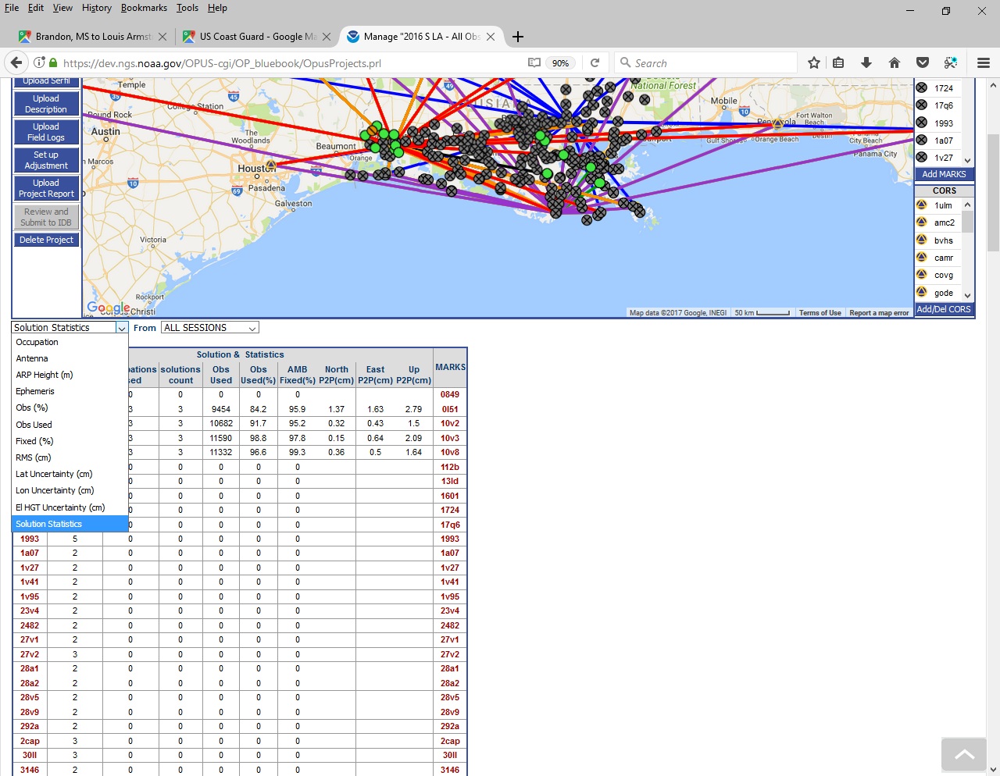 File Edit View History Bookmarks Tools Help
Brandon, MS to Louis Armst
US Coast Guard - Google Ma
Manage "2016 S LA - All Obs
https://dev.ngs.noaa.gov/OPUS-cgi/OP_bluebook/OpusProjects.prl
90%
Search
Upload Serfil
Upload
Description
Upload
Field Logs
Set up
Adjustment
Upload
Project Report
Review and
Submit to IDB
Delete Project
Temple
College Station
Round Rock
Austin
San Marcos
The
Woodlands
Houston
Pasadena
Beaumont
Orange
Galveston
Victoria
Rockport
Corpus Christi
National Forest
Mobile
Fort Walton
Beach
Orange Beach
Gulf Shores
Destin
Panama
City Beach
Panama City
35
45
10
69
49
10
10
Google
Map data ©2017 Google, INEGI
50 km
Terms of Use
Report a map error
1724
17q6
1993
1a07
1v27
Add MARKS
CORS
1ulm
amc2
bvhs
camr
covg
gode
Add/Del CORS
Solution Statistics From ALL SESSIONS
Occupation
Antenna
ARP Height (m)
Ephemeris
Obs (%)
Obs Used
Fixed (%)
RMS (cm)
Lat Uncertainty (cm)
Lon Uncertainty (cm)
El HGT Uncertainty (cm)
Solution Statistics
Solution & Statistics
pations
sed
solutions
count
Obs
Used
Obs
Used(%)
AMB
Fixed(%)
North
P2P(cm)
East
P2P(cm)
Up
P2P(cm)
MARKS
0 0 0 0 0 0849
3 3 9454 84.2 95.9 1.37 1.63 2.79 0l51
3 3 10682 91.7 95.2 0.32 0.43 1.5 10v2
3 3 11590 98.8 97.8 0.15 0.64 2.09 10v3
3 3 11332 96.6 99.3 0.36 0.5 1.64 10v8
0 0 0 0 0 112b
0 0 0 0 0 13ld
0 0 0 0 0 1601
0 0 0 0 0 1724
0 0 0 0 0 17q6
1993 5 0 0 0 0 0 1993
1a07 2 0 0 0 0 0 1a07
1v27 2 0 0 0 0 0 1v27
1v41 2 0 0 0 0 0 1v41
1v95 2 0 0 0 0 0 1v95
23v4 2 0 0 0 0 0 23v4
2482 2 0 0 0 0 0 2482
27v1 2 0 0 0 0 0 27v1
27v2 3 0 0 0 0 0 27v2
28a1 2 0 0 0 0 0 28a1
28a2 2 0 0 0 0 0 28a2
28v5 2 0 0 0 0 0 28v5
28v9 2 0 0 0 0 0 28v9
292a 2 0 0 0 0 0 292a
2cap 3 0 0 0 0 0 2cap
30ll 3 0 0 0 0 0 30ll
3146 2 0 0 0 0 0 3146